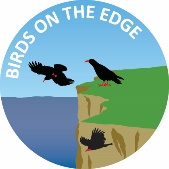 BIRDS ON THE EDGE